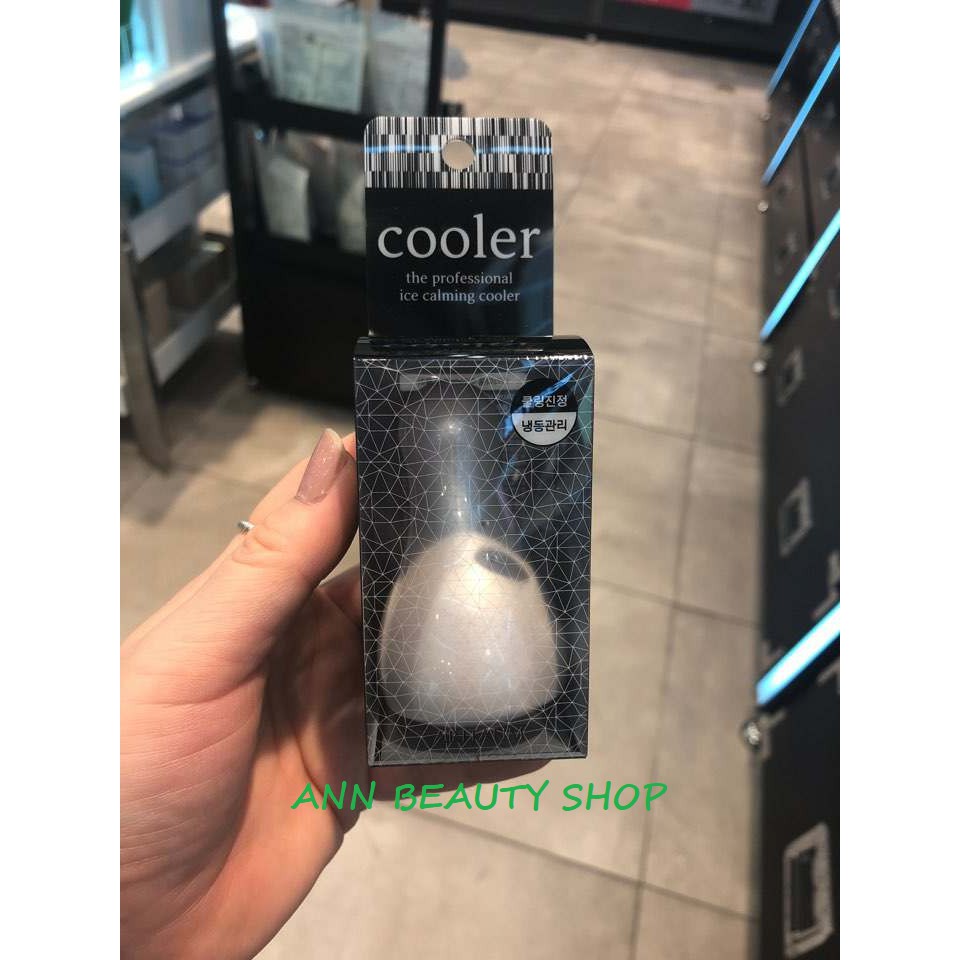 cooler
the professional
ice calming cooler
쿨링진정
냉동관리
ANN BEAUTY SHOP